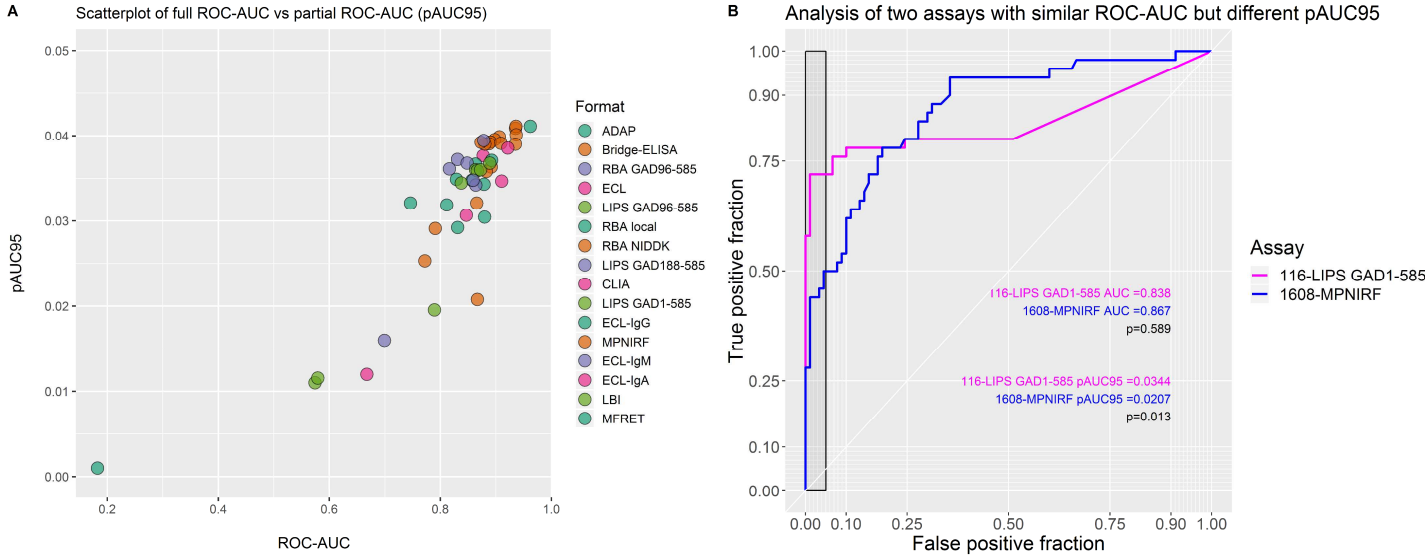 A
Scatterplot of full ROC-AUC vs partial ROC-AUC (pAUC95)
0.05
0.04
0.03
0.02
0.01
0.00
pAUC95
0.2
0.4
0.6
0.8
1.0
ROC-AUC
Format
ADAP
Bridge-ELISA
RBA GAD96-585
ECL
LIPS GAD96-585
RBA local
RBA NIDDK
LIPS GAD188-585
CLIA
LIPS GAD1-585
ECL-IgG
MPNIRF
ECL-IgM
ECL-IgA
LBI
MFRET
B
Analysis of two assays with similar ROC-AUC but different pAUC95
1.00
0.90
0.75
0.50
0.25
0.10
0.00
True positive fraction
116-LIPS GAD1-585 AUC =0.838
1608-MPNIRF AUC =0.867
p=0.589
116-LIPS GAD1-585 pAUC95 =0.0344
1608-MPNIRF pAUC95 =0.0207
p=0.013
0.00 0.10 0.25 0.50 0.75 0.90 1.00
False positive fraction
Assay
116-LIPS GAD1-585
1608-MPNIRF